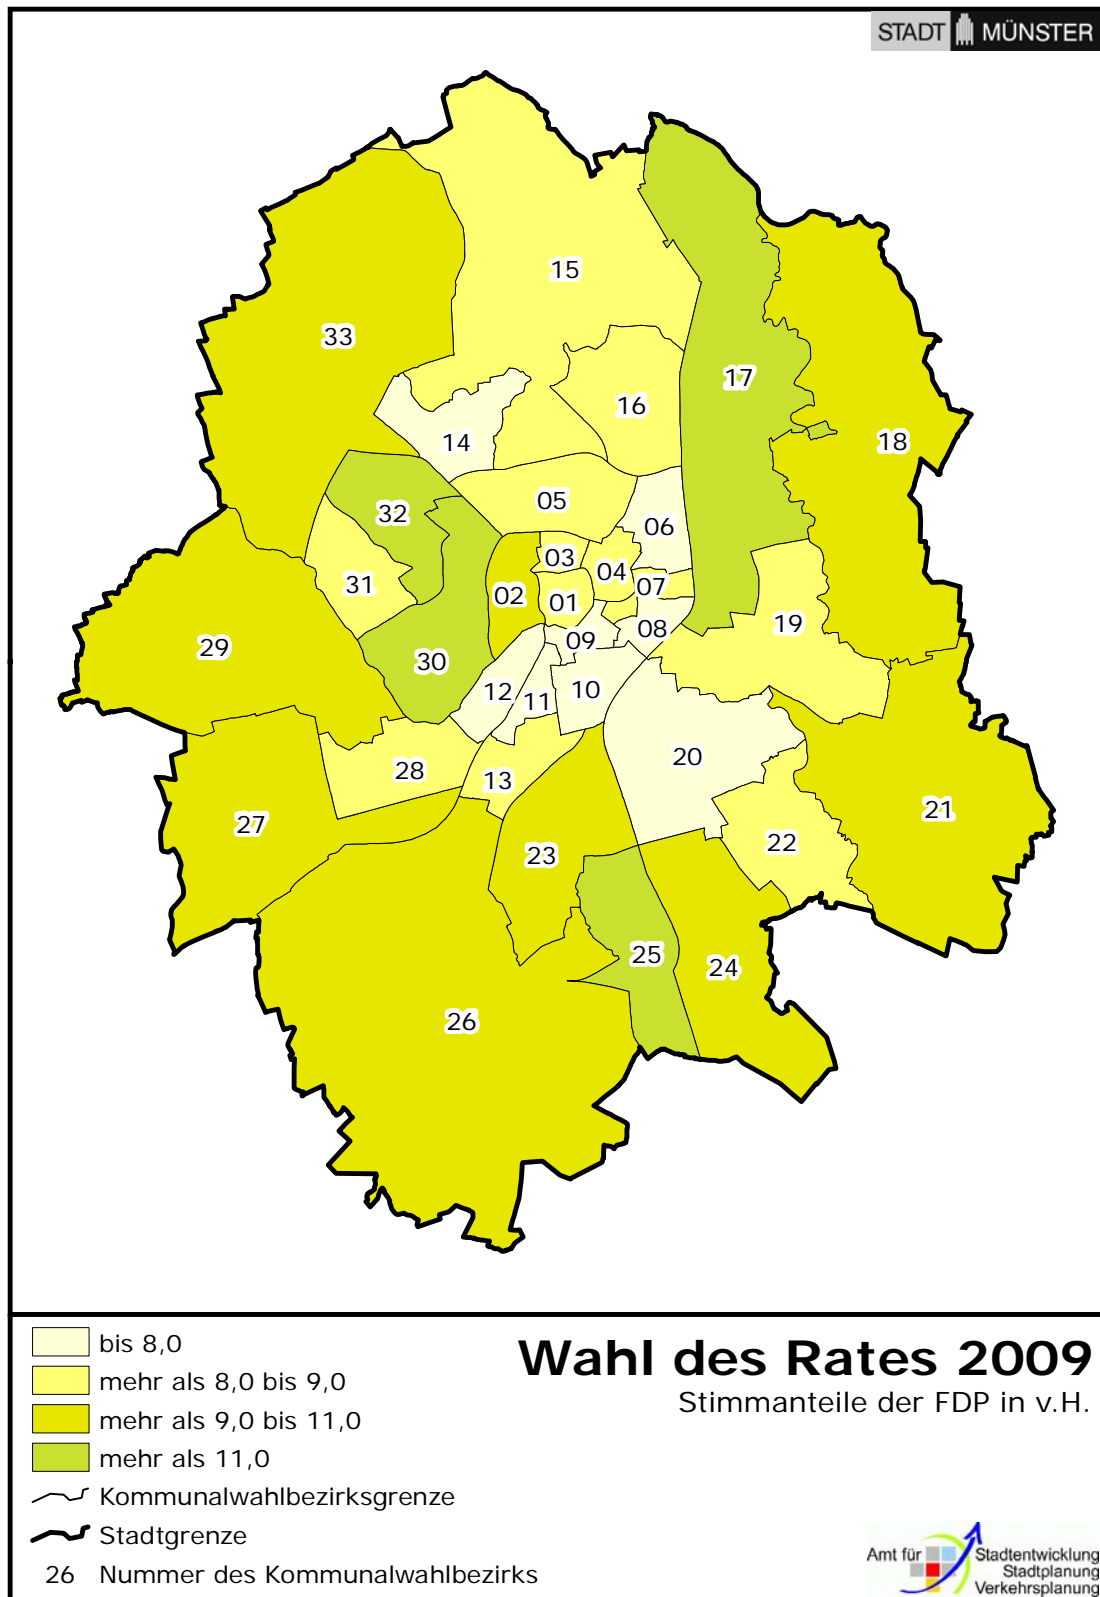 STADT MÜNSTER
15
33
17
16
14
18
05
32
06
03
04
31
07
02
01
19
08
09
29
30
12
10
11
20
28
13
21
27
22
23
25
24
26
bis 8,0
mehr als 8,0 bis 9,0
mehr als 9,0 bis 11,0
mehr als 11,0
Kommunalwahlbezirksgrenze
Stadtgrenze
26 Nummer des Kommunalwahlbezirks
Wahl des Rates 2009
Stimmanteile der FDP in v.H.
Amt für Stadtentwicklung
Stadtplanung
Verkehrsplanung